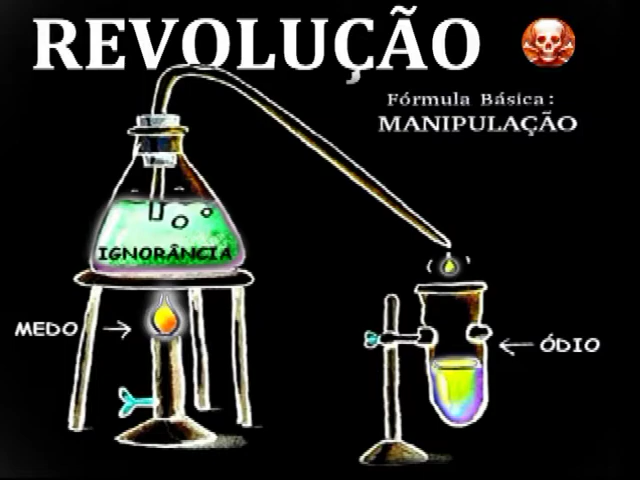 REVOLUÇÃO
Fórmula Básica:
MANIPULAÇÃO
IGNORÂNCIA
MEDO
ÓDIO